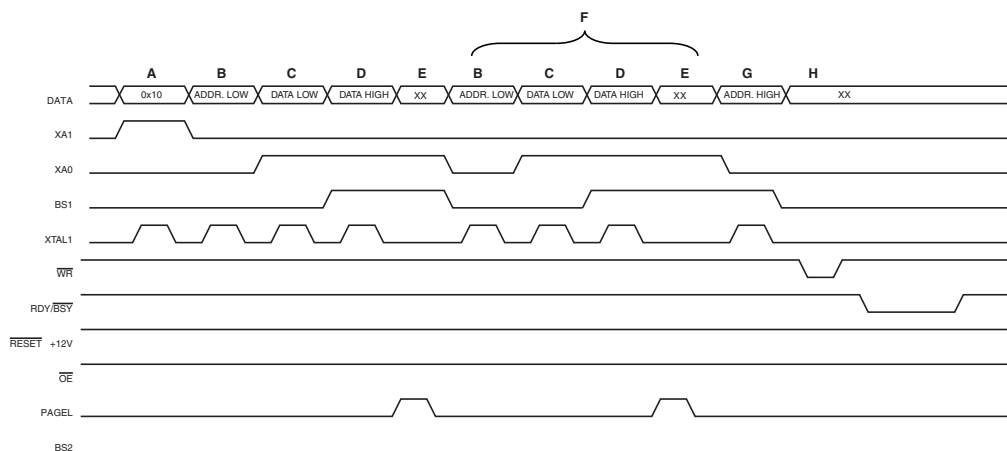 F
A B C D E B C D E G H
DATA 0x10 ADDR. LOW DATA LOW DATA HIGH XX ADDR. LOW DATA LOW DATA HIGH XX ADDR. HIGH XX
XA1
XA0
BS1
XTAL1
WR
RDY/BSY
RESET +12V
OE
PAGEL
BS2